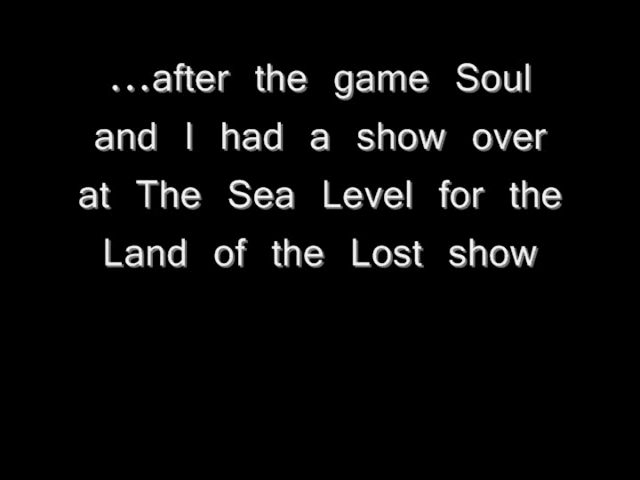 ...after the game Soul
and I had a show over
at The Sea Level for the
Land of the Lost show